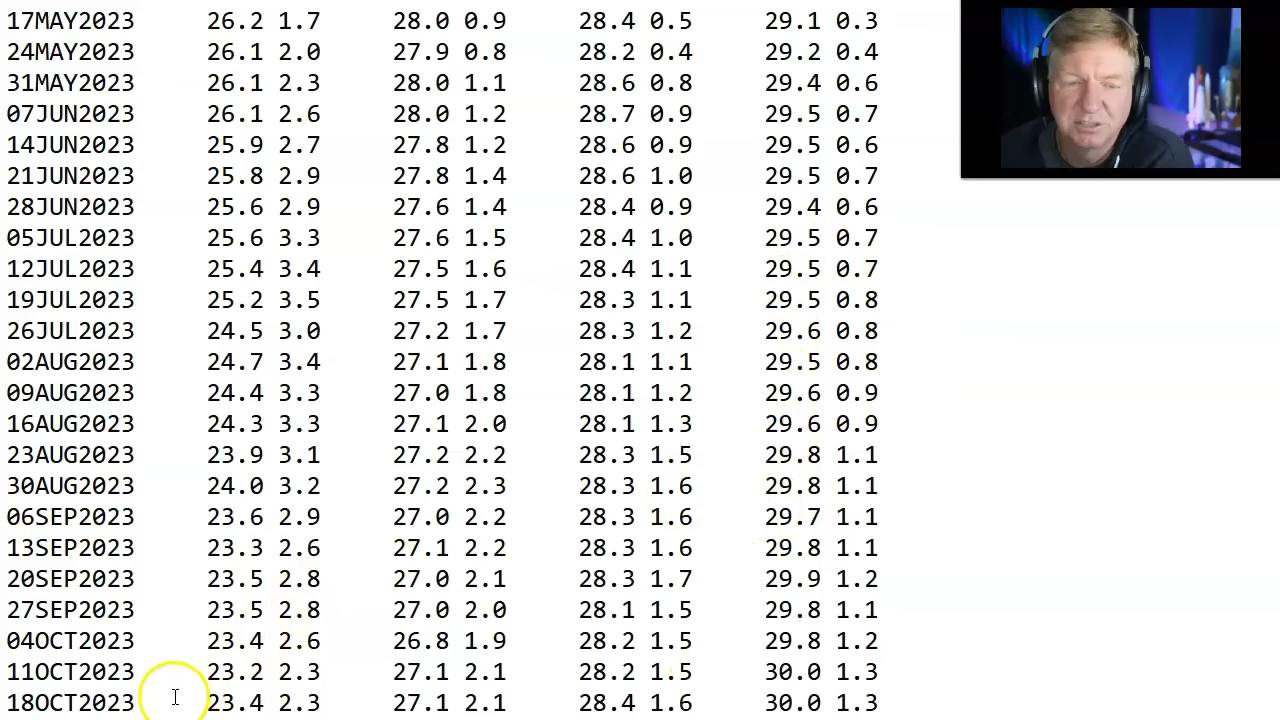 17MAY2023 26.2 1.7 28.0 0.9 28.4 0.5 29.1 0.3
24MAY2023 26.1 2.0 27.9 0.8 28.2 0.4 29.2 0.4
31MAY2023 26.1 2.3 28.0 1.1 28.6 0.8 29.4 0.6
07JUN2023 26.1 2.6 28.0 1.2 28.7 0.9 29.5 0.7
14JUN2023 25.9 2.7 27.8 1.2 28.6 0.9 29.5 0.6
21JUN2023 25.8 2.9 27.8 1.4 28.6 1.0 29.5 0.7
28JUN2023 25.6 2.9 27.6 1.4 28.4 0.9 29.4 0.6
05JUL2023 25.6 3.3 27.6 1.5 28.4 1.0 29.5 0.7
12JUL2023 25.4 3.4 27.5 1.6 28.4 1.1 29.5 0.7
19JUL2023 25.2 3.5 27.5 1.7 28.3 1.1 29.5 0.8
26JUL2023 24.5 3.0 27.2 1.7 28.3 1.2 29.6 0.8
02AUG2023 24.7 3.4 27.1 1.8 28.1 1.1 29.5 0.8
09AUG2023 24.4 3.3 27.0 1.8 28.1 1.2 29.6 0.9
16AUG2023 24.3 3.3 27.1 2.0 28.1 1.3 29.6 0.9
23AUG2023 23.9 3.1 27.2 2.2 28.3 1.5 29.8 1.1
30AUG2023 24.0 3.2 27.2 2.3 28.3 1.6 29.8 1.1
06SEP2023 23.6 2.9 27.0 2.2 28.3 1.6 29.7 1.1
13SEP2023 23.3 2.6 27.1 2.2 28.3 1.6 29.8 1.1
20SEP2023 23.5 2.8 27.0 2.1 28.3 1.7 29.9 1.2
27SEP2023 23.5 2.8 27.0 2.0 28.1 1.5 29.8 1.1
04OCT2023 23.4 2.6 26.8 1.9 28.2 1.5 29.8 1.2
11OCT2023 23.2 2.3 27.1 2.1 28.2 1.5 30.0 1.3
18OCT2023 23.4 2.3 27.1 2.1 28.4 1.6 30.0 1.3